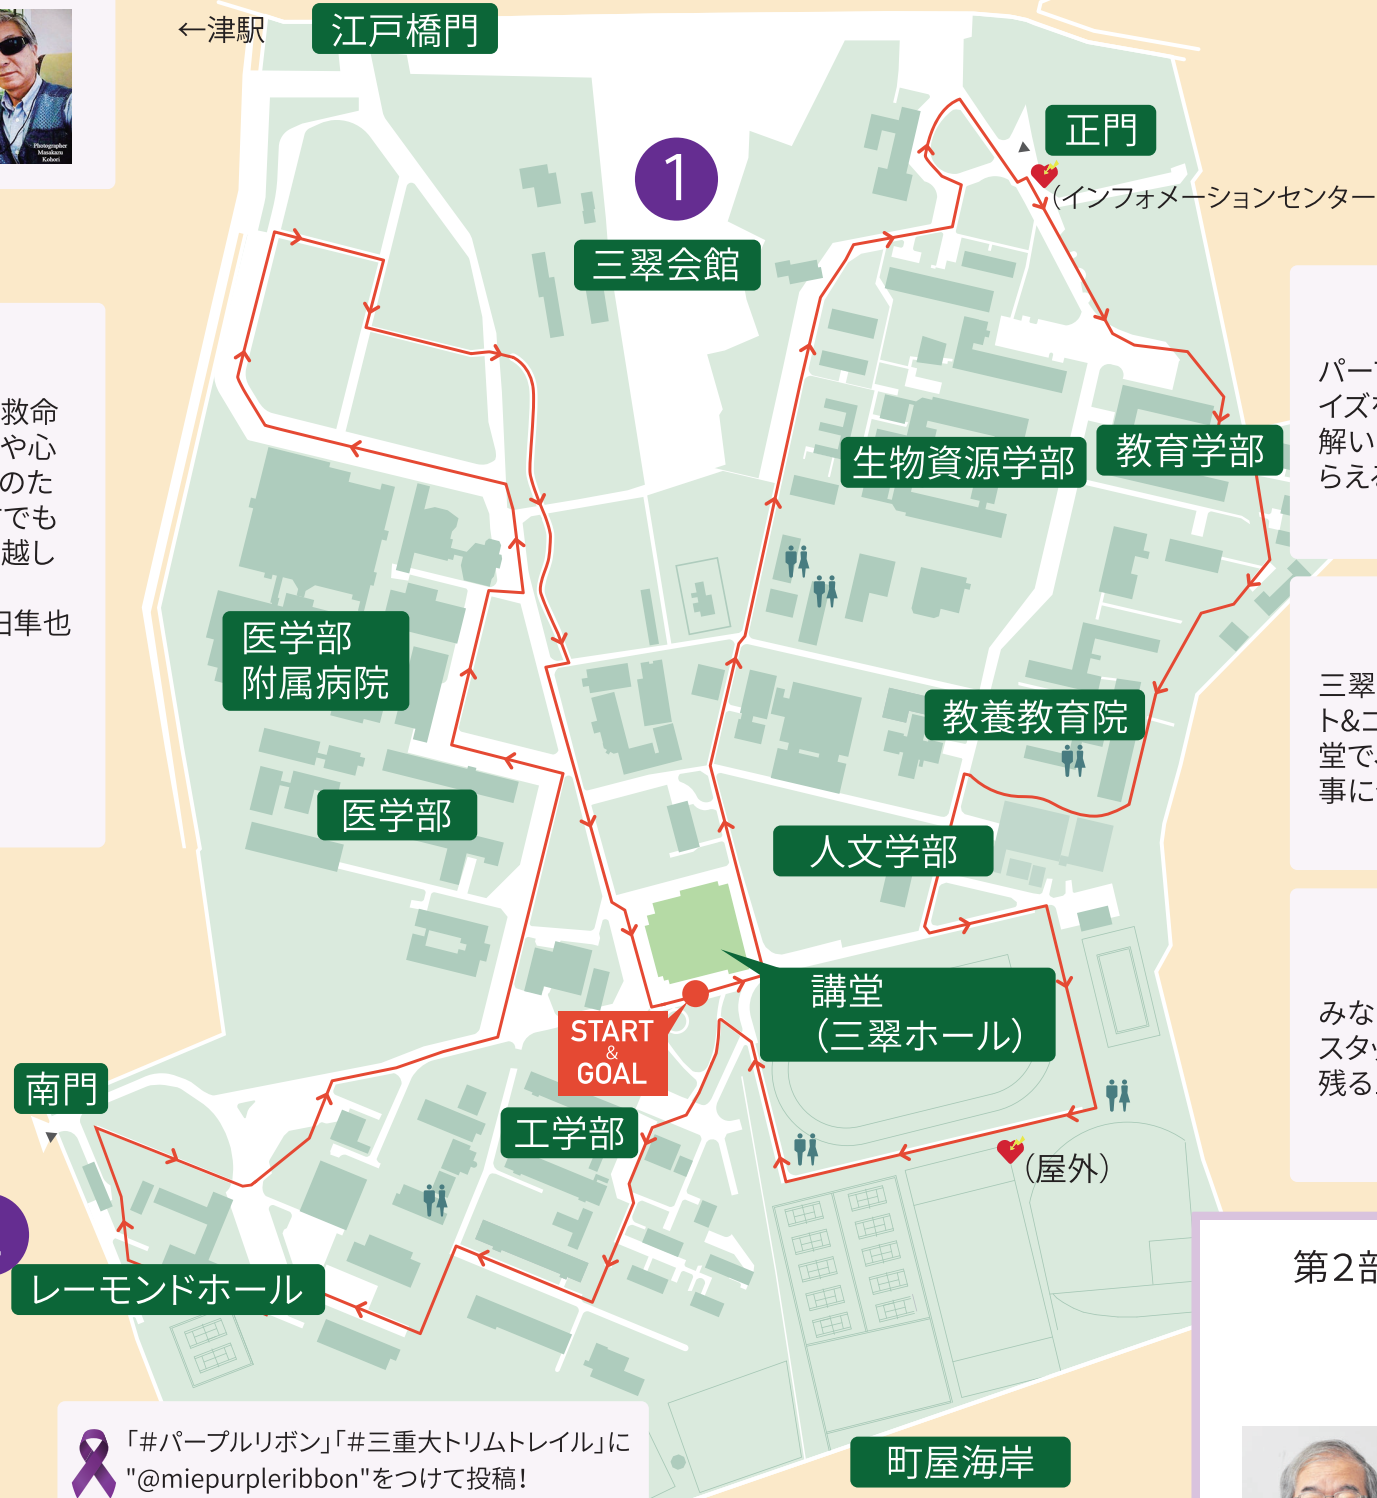 ←津駅
江戸橋門
Photographer
Masakazu
Kohori
正門
1
(インフォメーションセンター
三翠会館
救命
や心
のた
でも
越し
田隼也
生物資源学部
教育学部
医学部
附属病院
教養教育院
医学部
人文学部
講堂
(三翠ホール)
START
&
GOAL
南門
工学部
(屋外)
レーモンドホール
パー
イズ
解い
らえ
三翠
ト&コ
堂で
事に
みな
スタッ
残る
第2部
町屋海岸
「#パープルリボン」「#三重大トリムトレイル」に
"@miepurpleribbon"をつけて投稿!